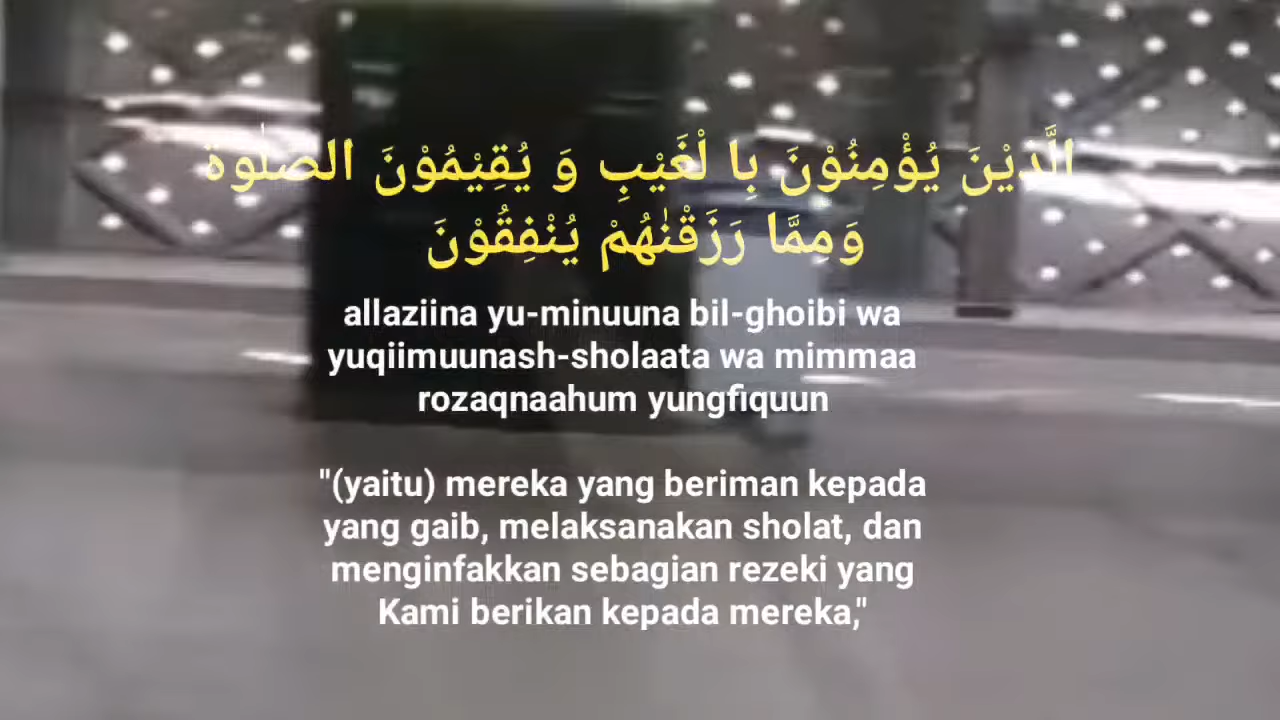 الَّذِيْنَ يُؤْمِنُوْنَ بِا لْغَيْبِ وَ يُقِيْمُوْنَ الصَّلٰوةَ
وَمِمَّا رَزَقْنٰهُمْ يُنْفِقُوْنَ
allaziina yu-minuuna bil-ghoibi wa
yuqiimuunash-sholaata wa mimmaa
rozaqnaahum yungfiquun
"(yaitu) mereka yang beriman kepada
yang gaib, melaksanakan sholat, dan
menginfakkan sebagian rezeki yang
Kami berikan kepada mereka,"